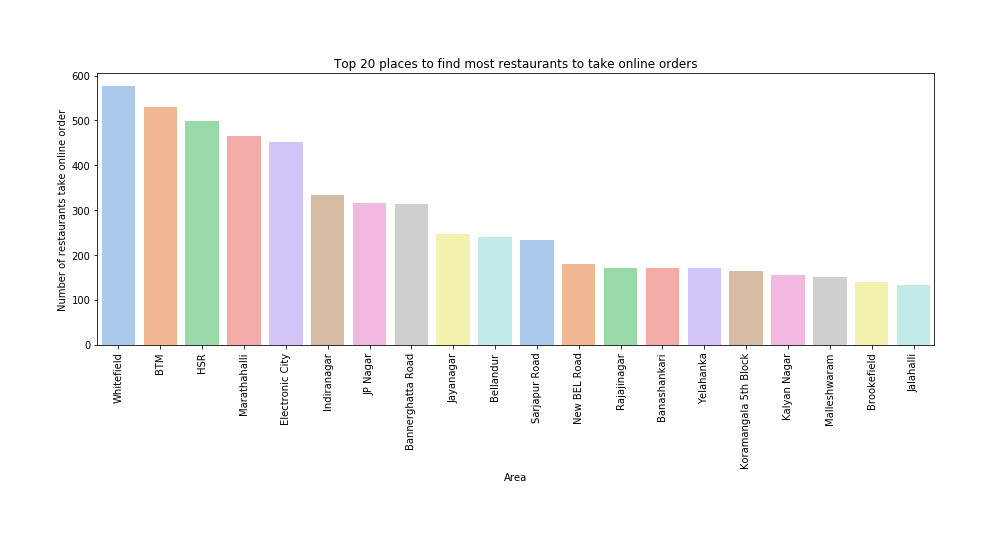 Top 20 places to find most restaurants to take online orders
Number of restaurants take online order
600
500
400
300
200
100
0
Whitefield
BTM
HSR
Marathahalli
Electronic City
Indiranagar
JP Nagar
Bannerghatta Road
Jayanagar
Bellandur
Sarjapur Road
New BEL Road
Rajajinagar
Banashankari
Yelahanka
Koramangala 5th Block
Kalyan Nagar
Malleshwaram
Brookefield
Jalahalli
Area